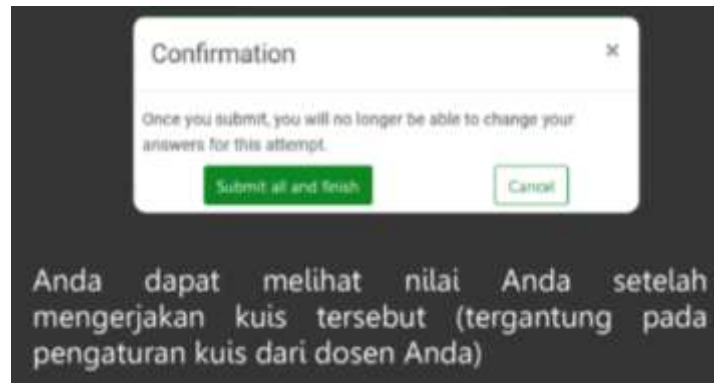 Confirmation ×
Once you submit, you will no longer be able to change your
answers for this attempt.
Submit all and finish Cancel
Anda dapat melihat nilai Anda setelah
mengerjakan kuis tersebut (tergantung pada
pengaturan kuis dari dosen Anda)